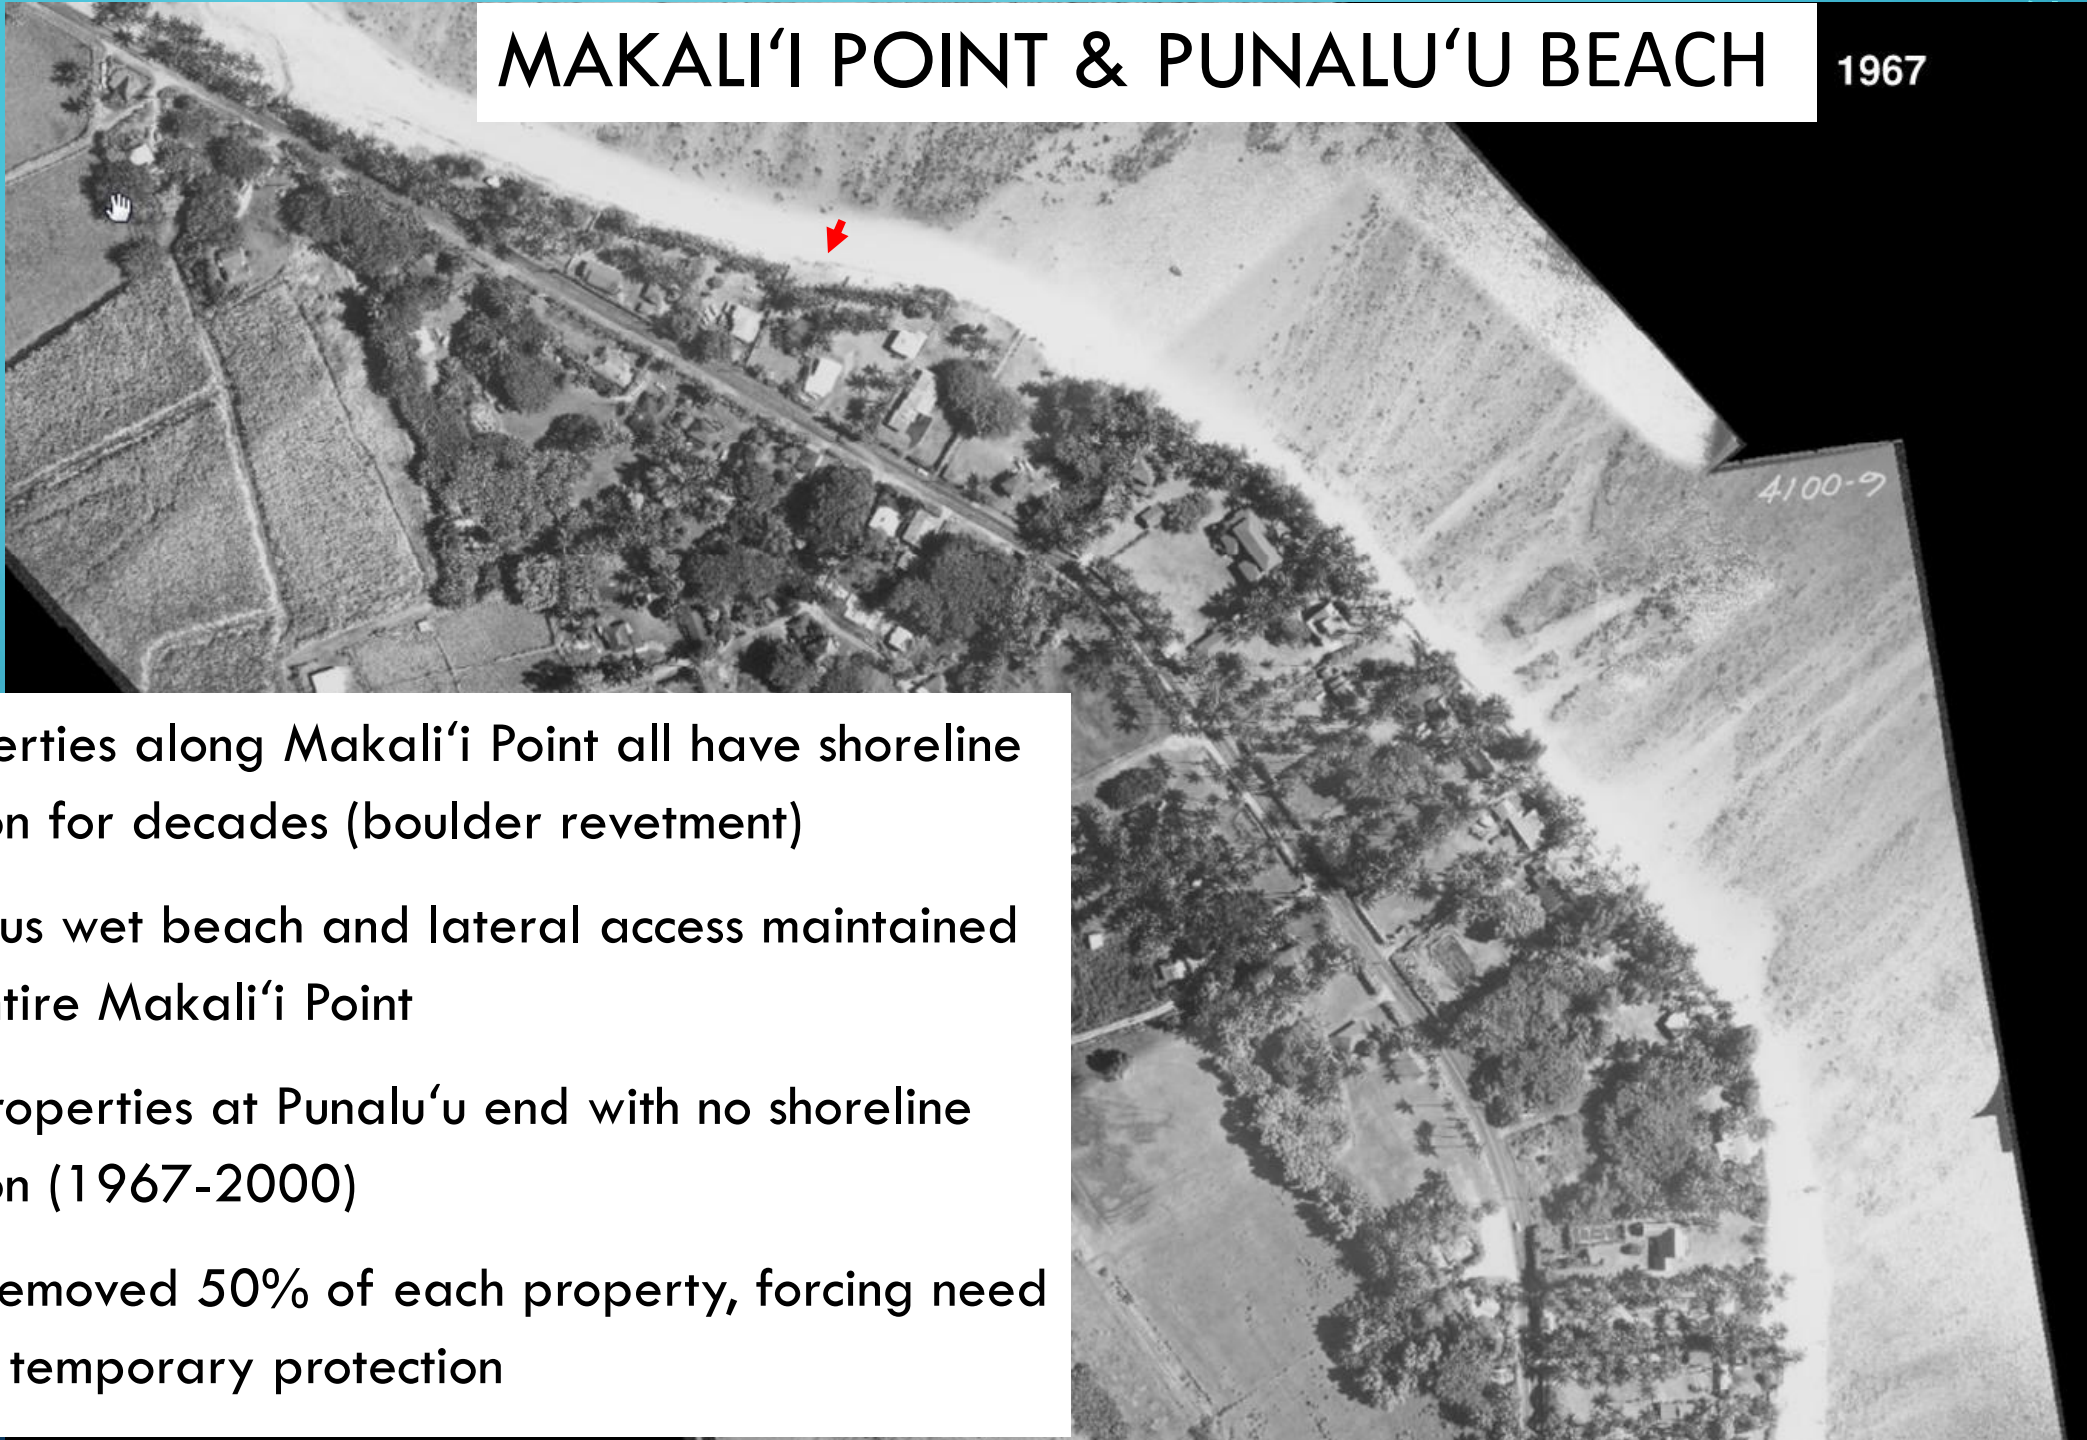 MAKALI‘I POINT & PUNALU‘U BEACH
1967
4100-9
erties along Makali‘i Point all have shoreline
on for decades (boulder revetment)
us wet beach and lateral access maintained
tire Makali‘i Point
roperties at Punalu‘u end with no shoreline
on (1967-2000)
emoved 50% of each property, forcing need
temporary protection